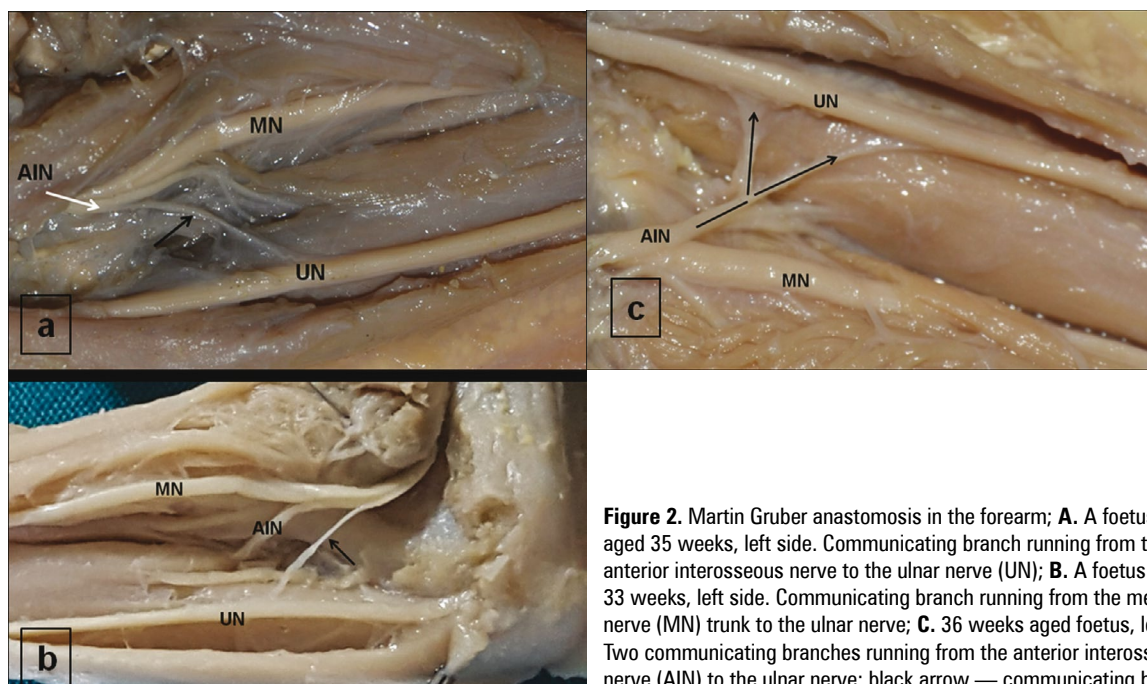 AIN
MN
UN
a
UN
AIN
MN
c
MN
AIN
UN
b
Figure 2. Martin Gruber anastomosis in the forearm; A. A foetus
aged 35 weeks, left side. Communicating branch running from t
anterior interosseous nerve to the ulnar nerve (UN); B. A foetus
33 weeks, left side. Communicating branch running from the me
nerve (MN) trunk to the ulnar nerve; C. 36 weeks aged foetus, le
Two communicating branches running from the anterior inteross
nerve (AIN) to the ulnar nerve; black arrow — communicating b